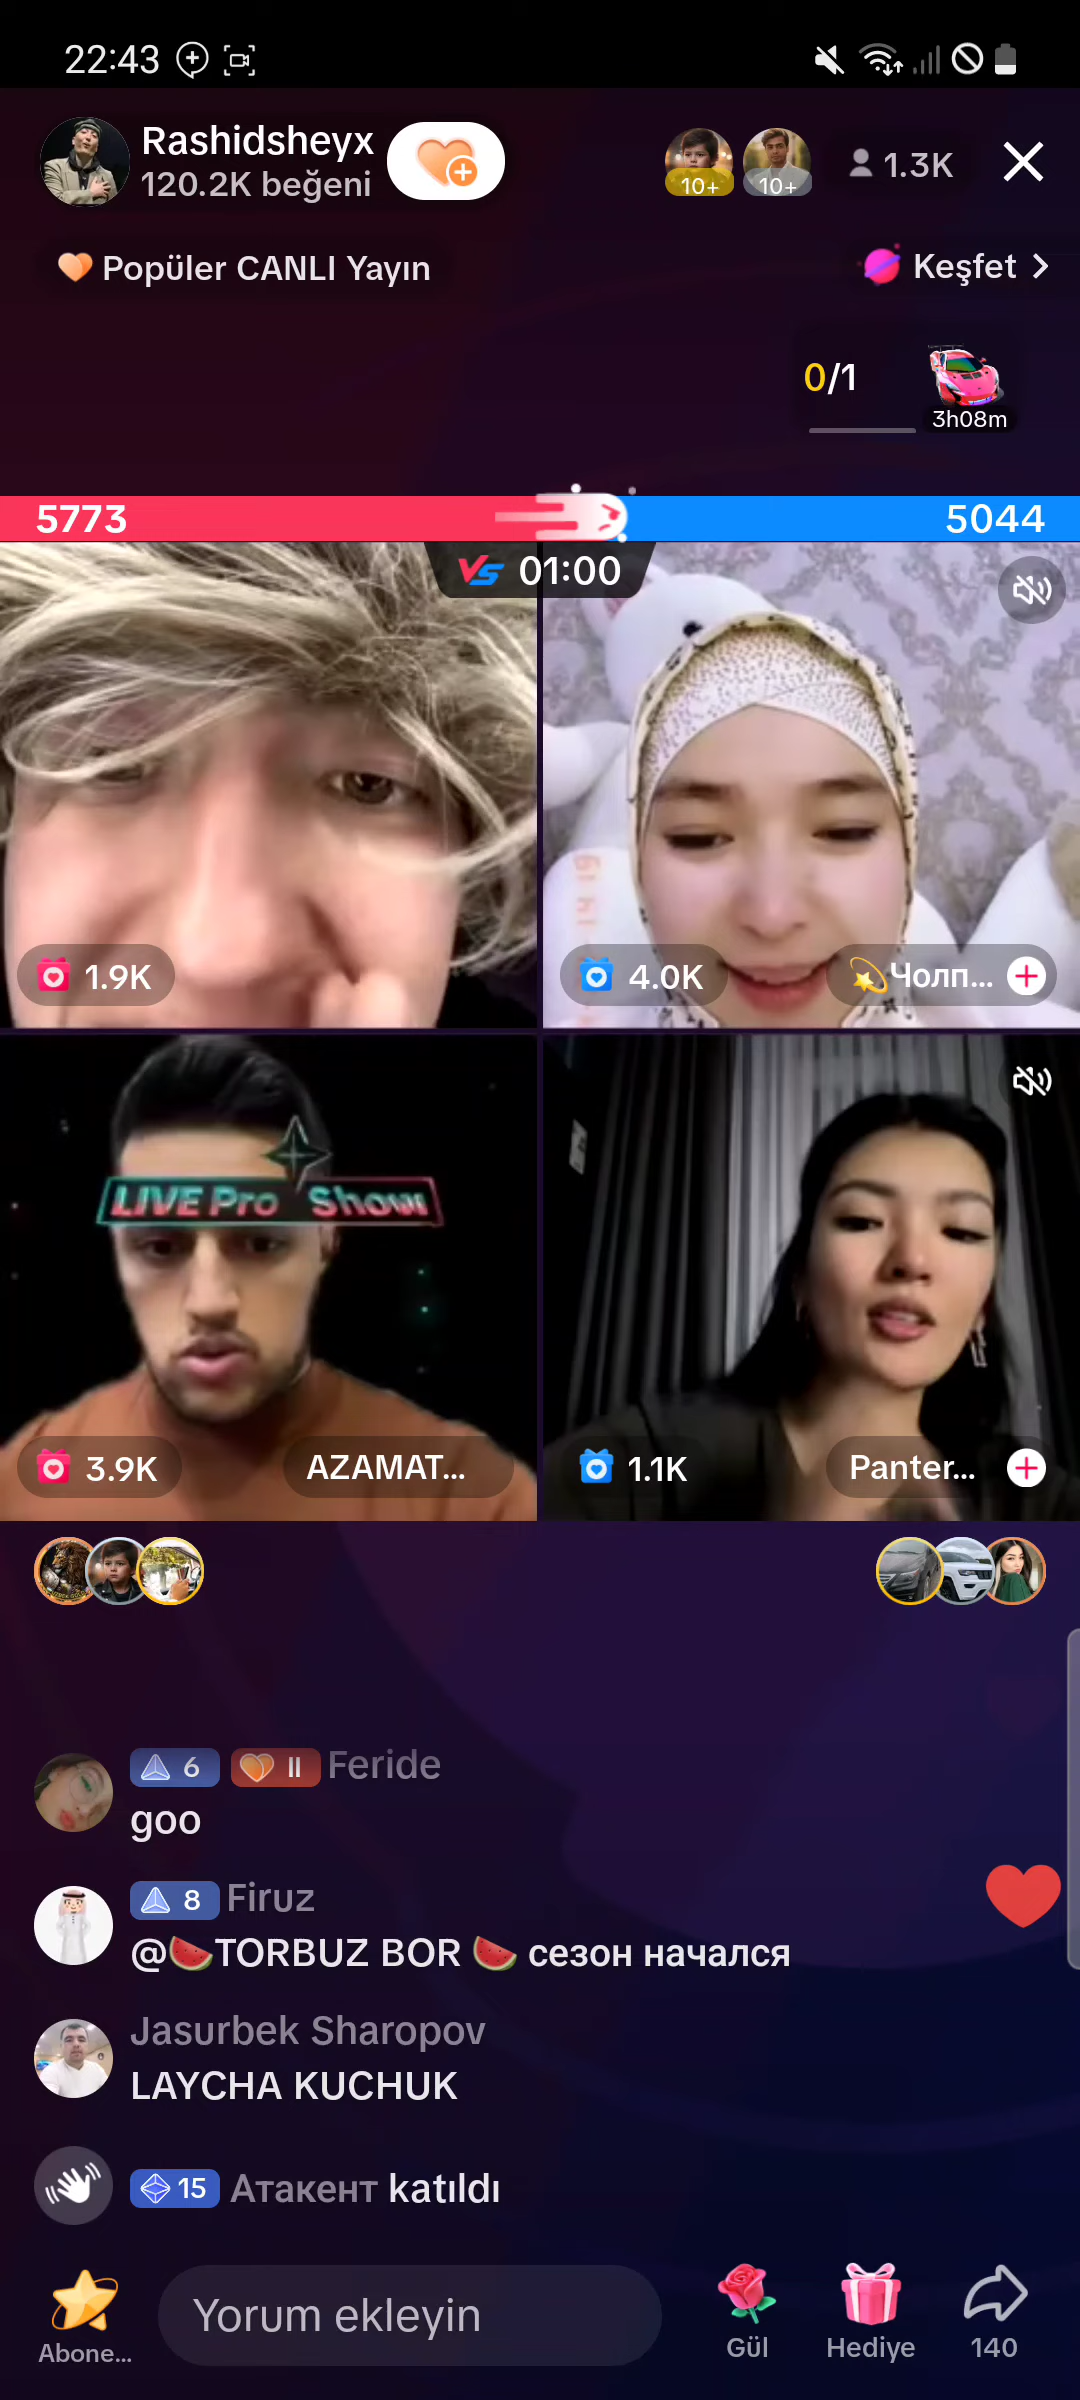 22:43
Rashidsheyx
120.2K beğeni
10+
10+
1.3K
Popüler CANLI Yayın
Keşfet
0/1
3h08m
5773
5044
VS 01:00
1.9K
4.0K
Чолп...
LIVE Pro Show
3.9K
AZAMAT...
1.1K
Panter...
6 II Feride
goo
8 Firuz
@🍉TORBUZ BOR 🍉 сезон начался
Jasurbek Sharopov
LAYCHA KUCHUK
15 Атакент katıldı
Abone...
Yorum ekleyin
Gül
Hediye
140